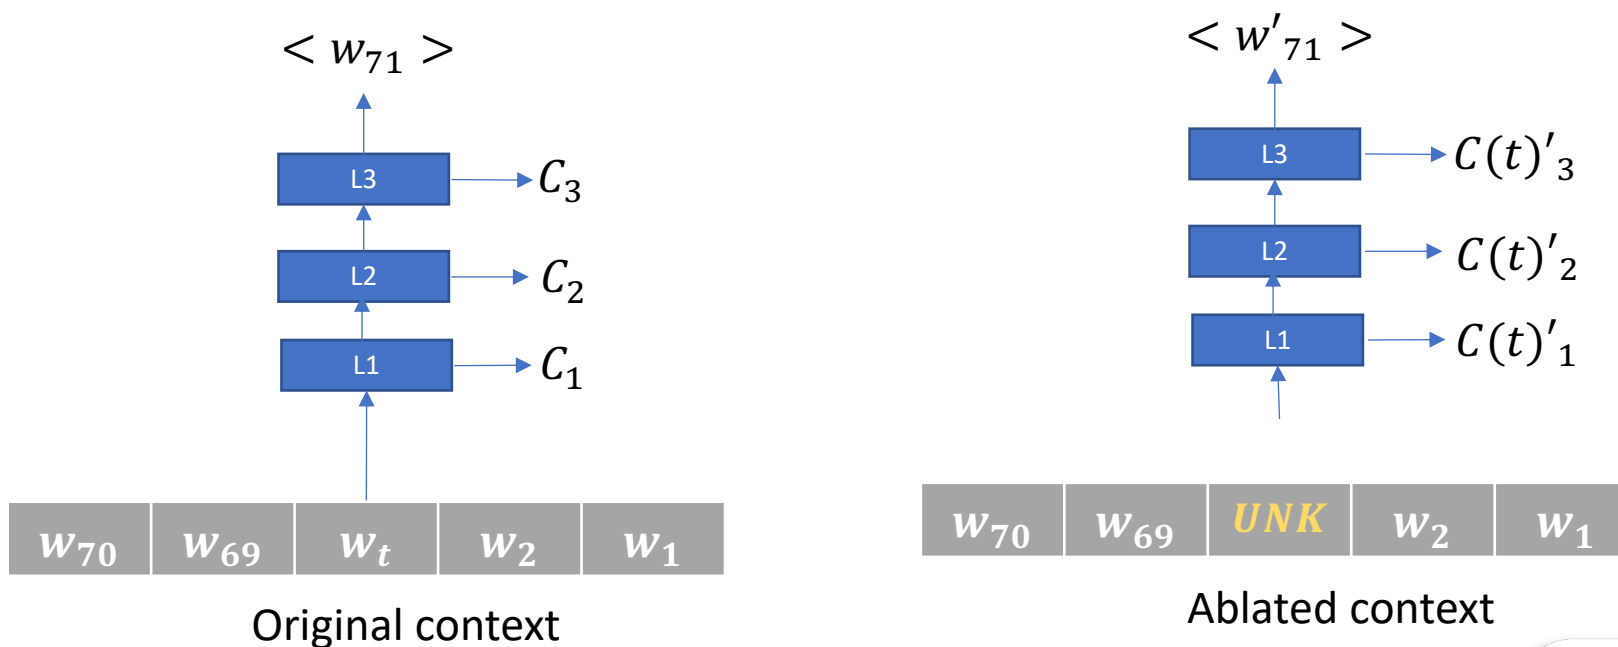 < w₇₁ >
L3
C₃
L2
C₂
L1
C₁
w₇₀ w₆₉ wₜ w₂ w₁
Original context
< w'₇₁ >
L3
C(t)'₃
L2
C(t)'₂
L1
C(t)'₁
w₇₀ w₆₉ UNK w₂ w₁
Ablated context